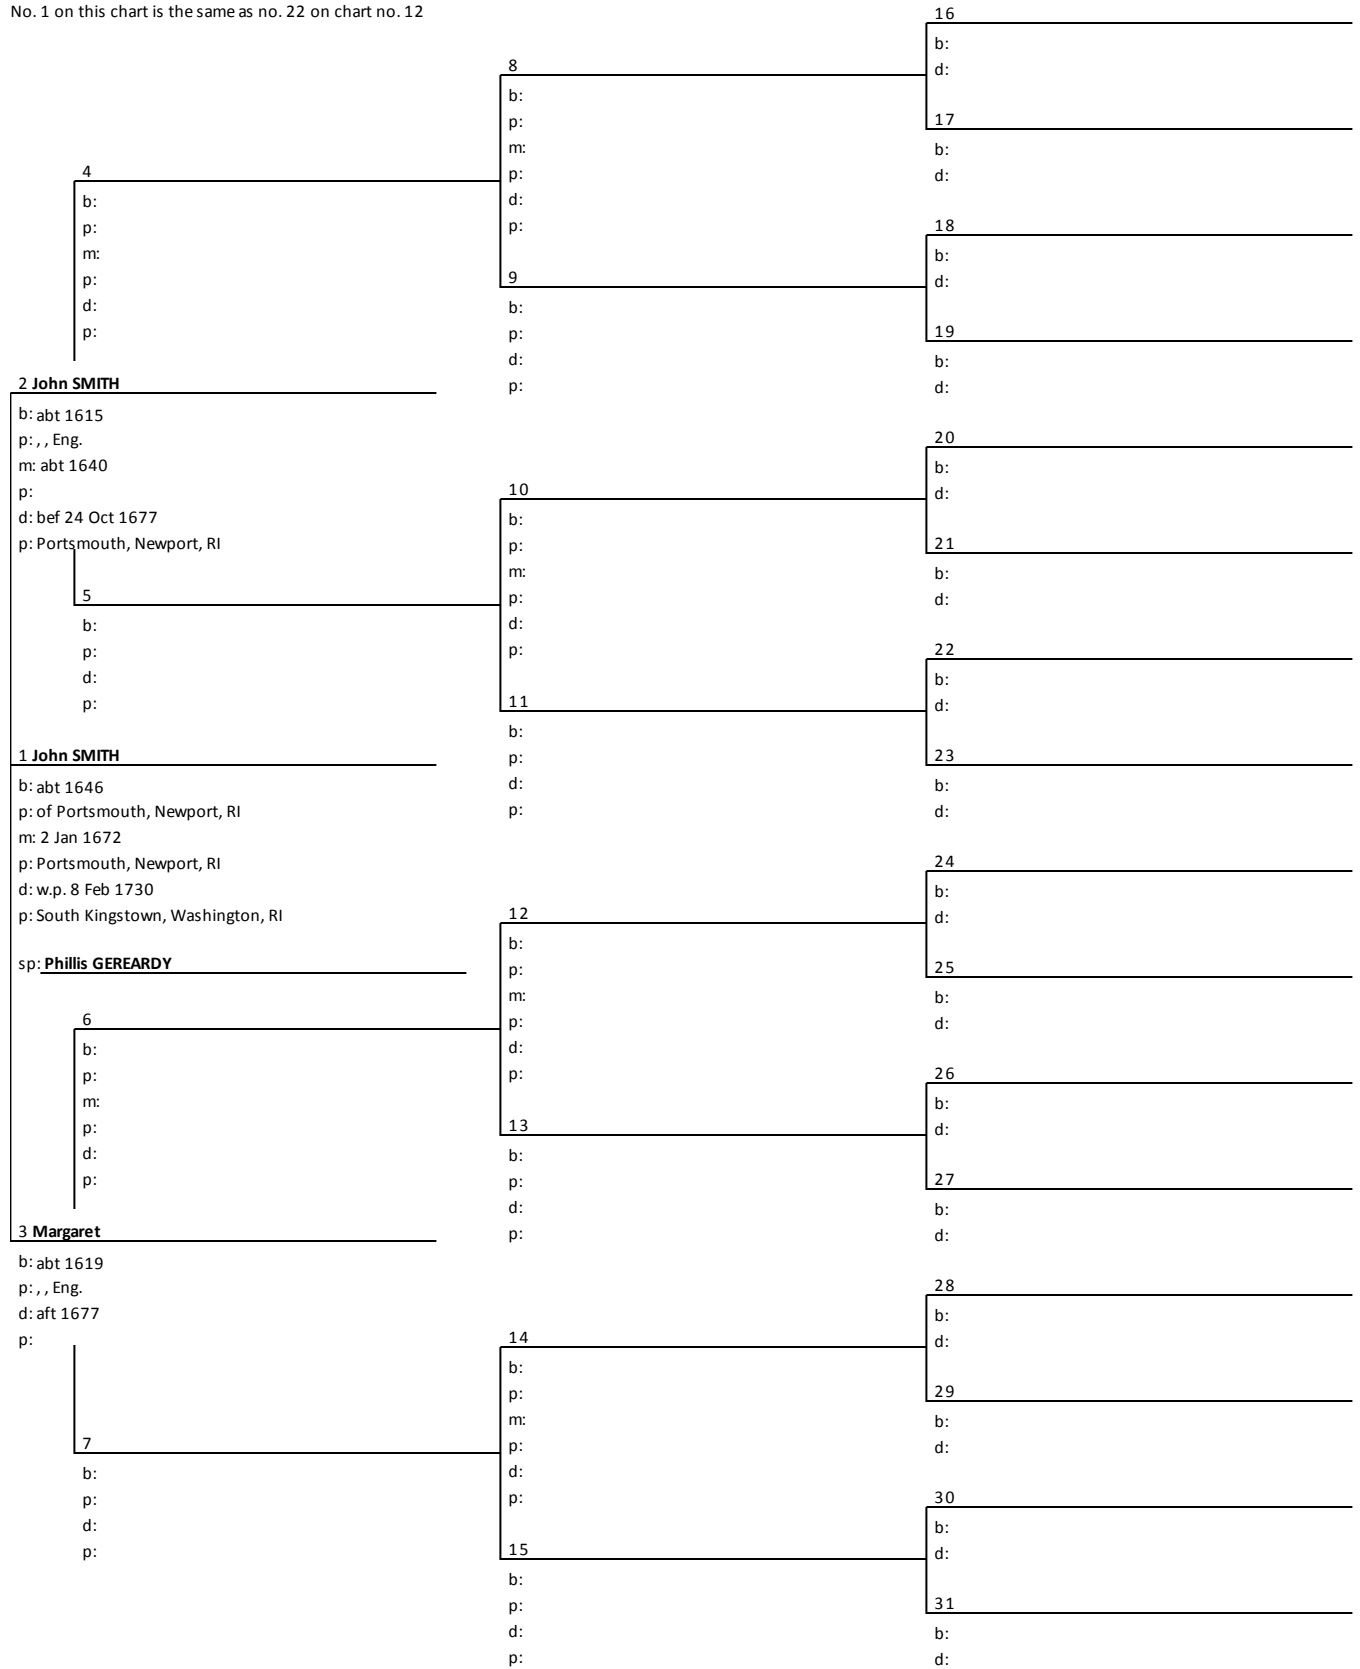 No. 1 on this chart is the same as no. 22 on chart no. 12
4
b:
p:
m:
p:
d:
p:
2 John SMITH
b: abt 1615
p: , , Eng.
m: abt 1640
p:
d: bef 24 Oct 1677
p: Portsmouth, Newport, RI
5
b:
p:
d:
p:
1 John SMITH
b: abt 1646
p: of Portsmouth, Newport, RI
m: 2 Jan 1672
p: Portsmouth, Newport, RI
d: w.p. 8 Feb 1730
p: South Kingstown, Washington, RI
sp: Phillis GEREARDY
6
b:
p:
m:
p:
d:
p:
3 Margaret
b: abt 1619
p: , , Eng.
d: aft 1677
p:
7
b:
p:
d:
p:
8
b:
p:
m:
p:
d:
p:
9
b:
p:
d:
p:
10
b:
p:
m:
p:
d:
p:
11
b:
p:
d:
p:
12
b:
p:
m:
p:
d:
p:
13
b:
p:
d:
p:
14
b:
p:
m:
p:
d:
p:
15
b:
p:
d:
p:
16
b:
d:
17
b:
d:
18
b:
d:
19
b:
d:
20
b:
d:
21
b:
d:
22
b:
d:
23
b:
d:
24
b:
d:
25
b:
d:
26
b:
d:
27
b:
d:
28
b:
d:
29
b:
d:
30
b:
d:
31
b:
d: